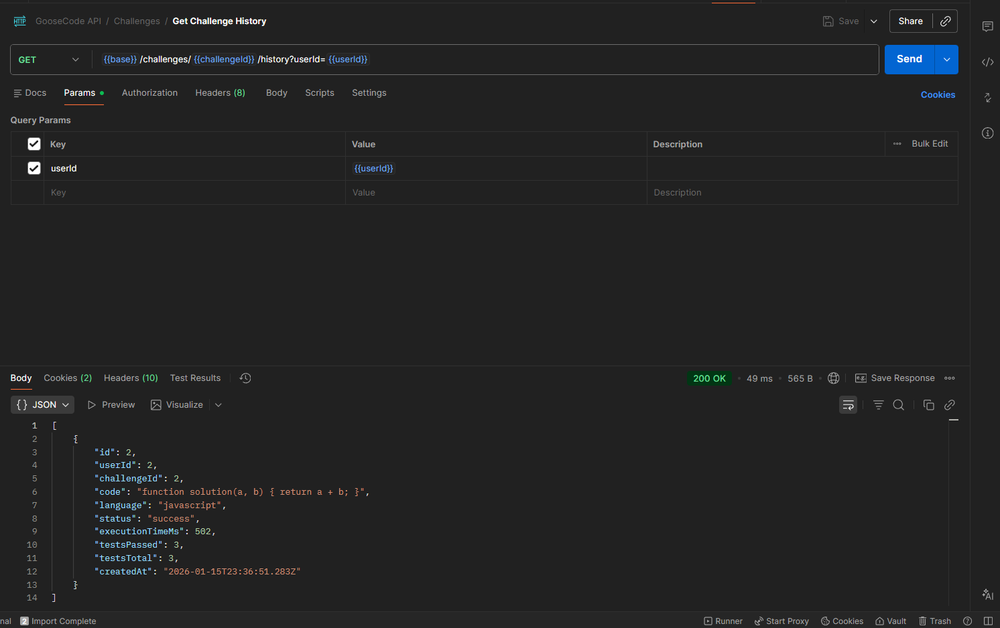 HTTP GooseCode API / Challenges / Get Challenge History Save Share
GET {{base}} /challenges/ {{challengeId}} /history?userId= {{userId}} Send
Docs Params Authorization Headers (8) Body Scripts Settings Cookies
Query Params
Key Value Description Bulk Edit
userId {{userId}}
Key Value Description
Body Cookies (2) Headers (10) Test Results 200 OK • 49 ms • 565 B • e.g. Save Response
{} JSON Preview Visualize
1 [
2 {
3 "id": 2,
4 "userId": 2,
5 "challengeId": 2,
6 "code": "function solution(a, b) { return a + b; }",
7 "language": "javascript",
8 "status": "success",
9 "executionTimeMs": 502,
10 "testsPassed": 3,
11 "testsTotal": 3,
12 "createdAt": "2026-01-15T23:36:51.283Z"
13 }
14 ]
AI
nal 2 Import Complete Runner Start Proxy Cookies Vault Trash